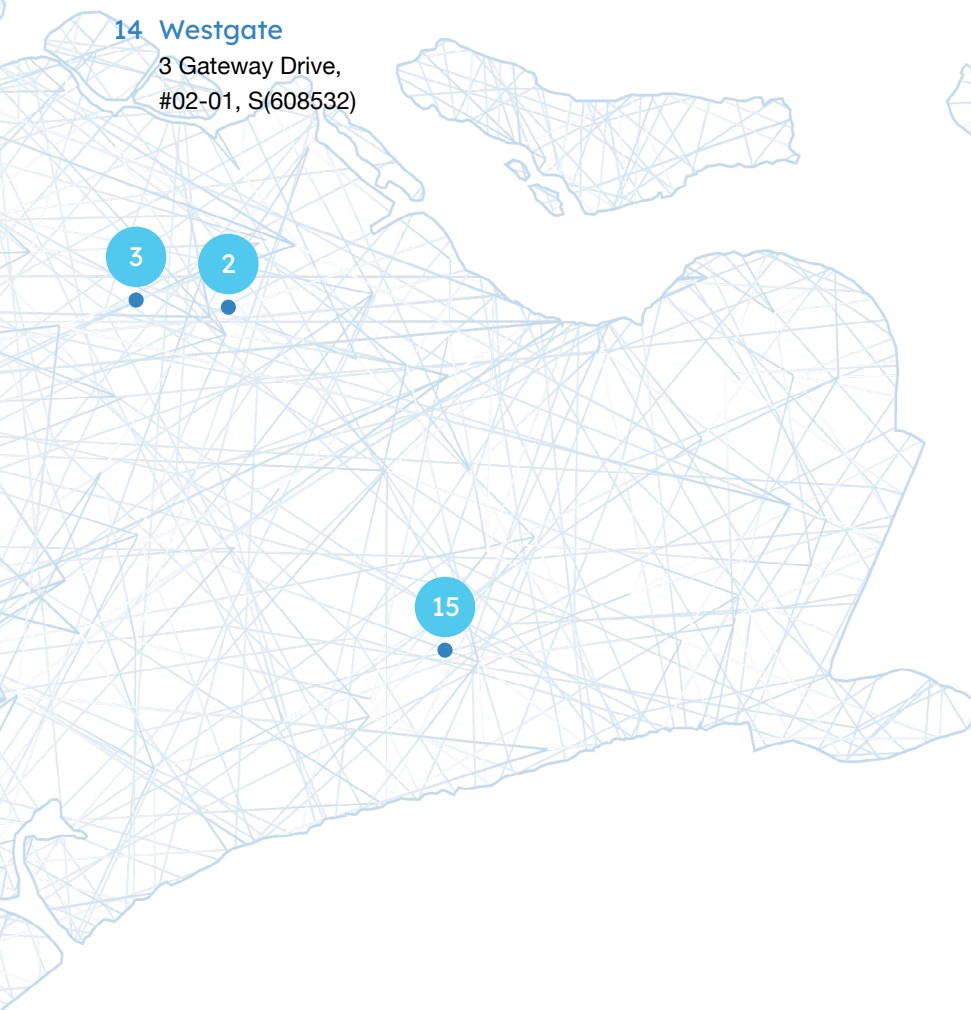 14 Westgate
3 Gateway Drive,
#02-01, S(608532)
3
2
15